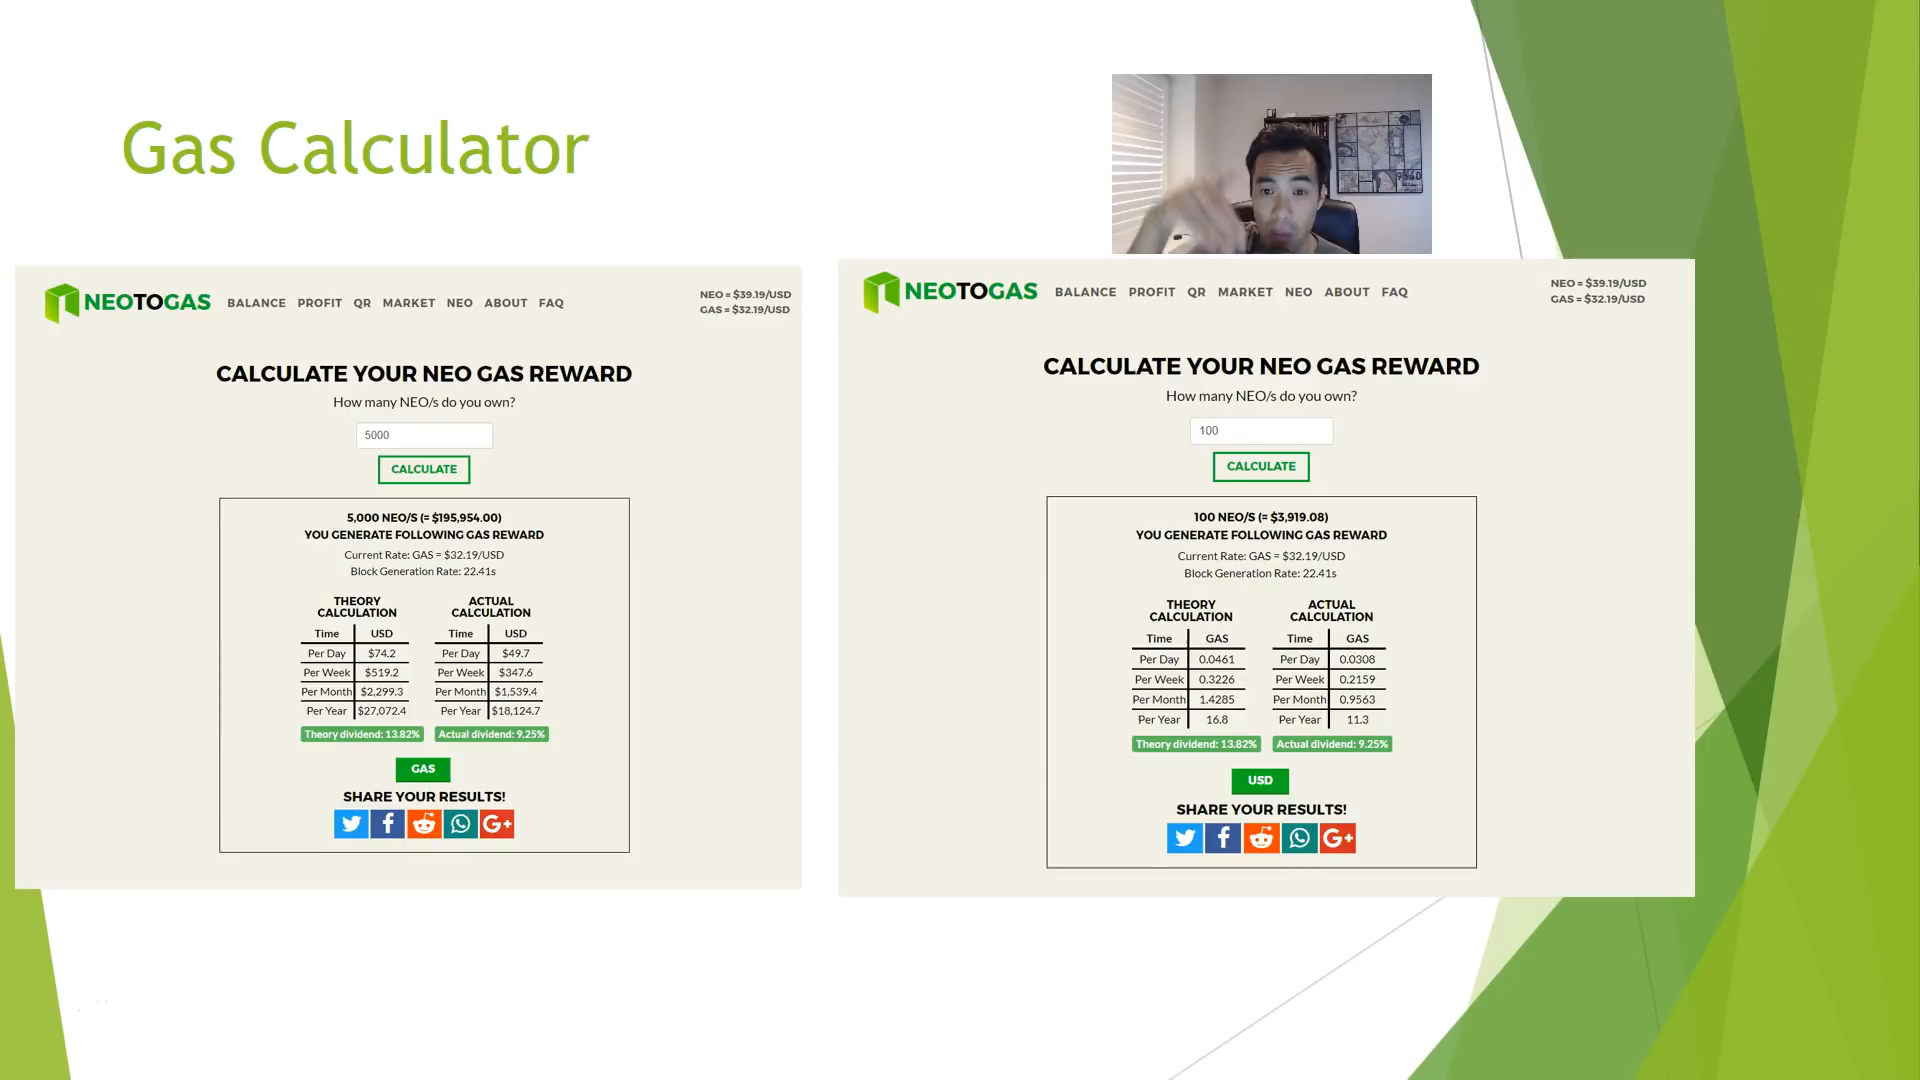 Gas Calculator
NEOTOGAS BALANCE PROFIT QR MARKET NEO ABOUT FAQ
NEO = $39.19/USD
GAS = $32.19/USD
CALCULATE YOUR NEO GAS REWARD
How many NEO/s do you own?
5000
CALCULATE
5,000 NEO/S (= $195,954.00)
YOU GENERATE FOLLOWING GAS REWARD
Current Rate: GAS = $32.19/USD
Block Generation Rate: 22.41s
THEORY CALCULATION
Time USD
Per Day $74.2
Per Week $519.2
Per Month $2,299.3
Per Year $27,072.4
Theory dividend: 13.82%
ACTUAL CALCULATION
Time USD
Per Day $49.7
Per Week $347.6
Per Month $1,539.4
Per Year $18,124.7
Actual dividend: 9.25%
GAS
SHARE YOUR RESULTS!
NEOTOGAS BALANCE PROFIT QR MARKET NEO ABOUT FAQ
NEO = $39.19/USD
GAS = $32.19/USD
CALCULATE YOUR NEO GAS REWARD
How many NEO/s do you own?
100
CALCULATE
100 NEO/S (= $3,919.08)
YOU GENERATE FOLLOWING GAS REWARD
Current Rate: GAS = $32.19/USD
Block Generation Rate: 22.41s
THEORY CALCULATION
Time GAS
Per Day 0.0461
Per Week 0.3226
Per Month 1.4285
Per Year 16.8
Theory dividend: 13.82%
ACTUAL CALCULATION
Time GAS
Per Day 0.0308
Per Week 0.2159
Per Month 0.9563
Per Year 11.3
Actual dividend: 9.25%
USD
SHARE YOUR RESULTS!